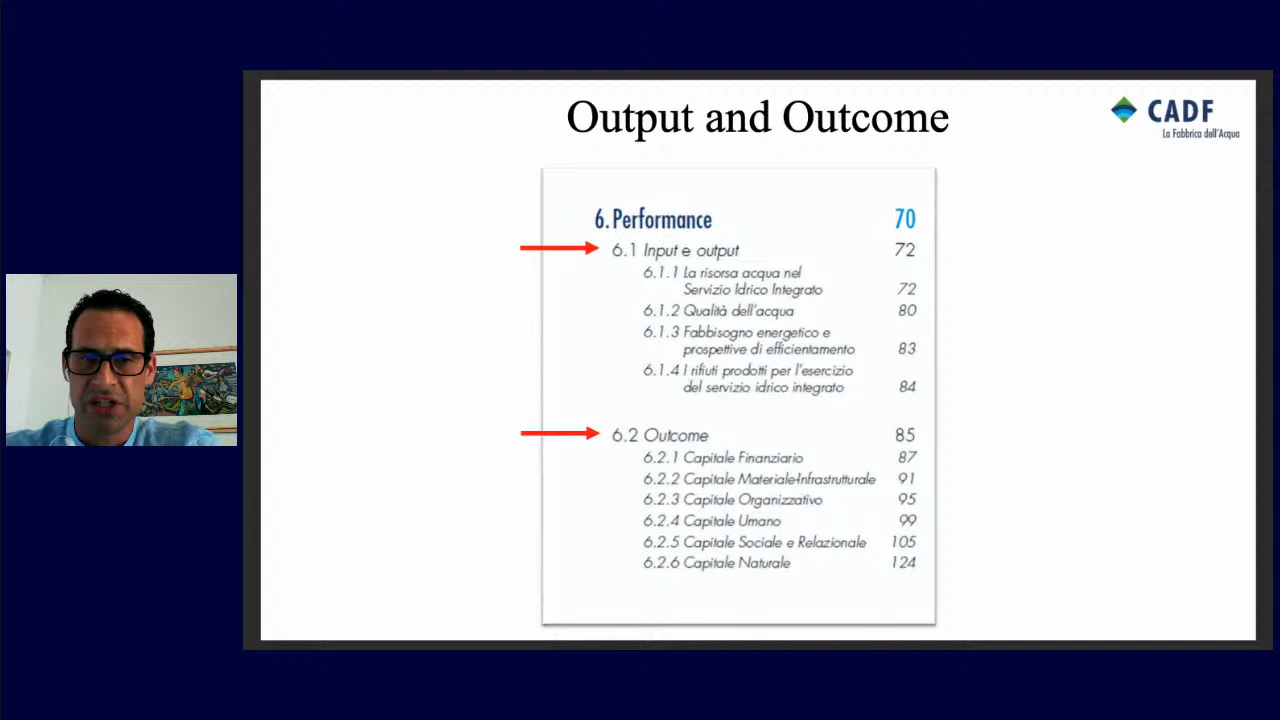 Output and Outcome
CADF
La Fabbrica dell'Acqua
6. Performance 70
6.1 Input e output 72
6.1.1 La risorsa acqua nel
Servizio Idrico Integrato 72
6.1.2 Qualità dell'acqua 80
6.1.3 Fabbisogno energetico e
prospettive di efficientamento 83
6.1.4 I rifiuti prodotti per l'esercizio
del servizio idrico integrato 84
6.2 Outcome 85
6.2.1 Capitale Finanziario 87
6.2.2 Capitale Materiale-Infrastrutturale 91
6.2.3 Capitale Organizzativo 95
6.2.4 Capitale Umano 99
6.2.5 Capitale Sociale e Relazionale 105
6.2.6 Capitale Naturale 124